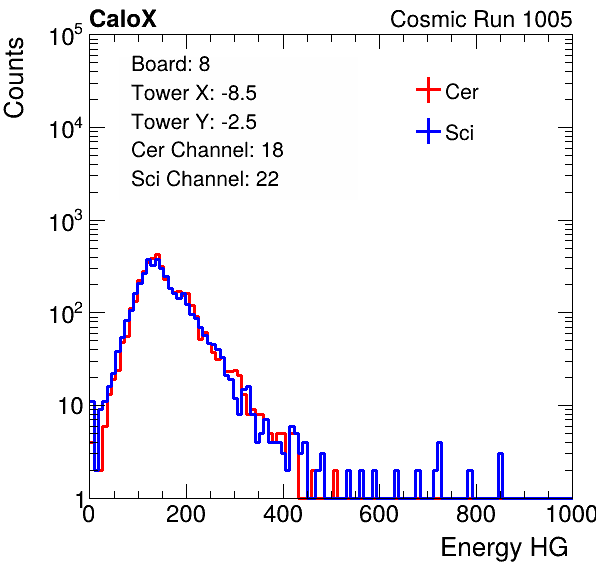 CaloX
Cosmic Run 1005
Counts
Board: 8
Tower X: -8.5
Tower Y: -2.5
Cer Channel: 18
Sci Channel: 22
Cer
Sci
10^5
10^4
10^3
10^2
10
1
0 200 400 600 800 1000
Energy HG